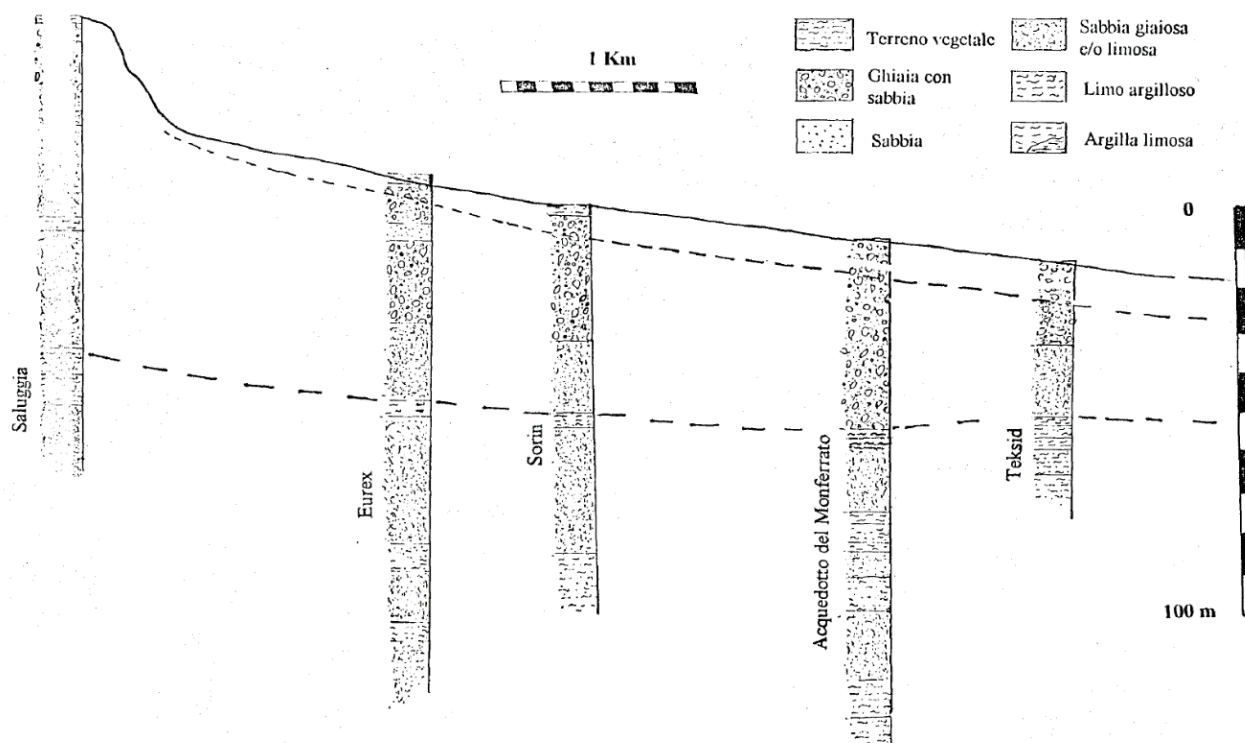 1 Km
Terreno vegetale
Ghiaia con
sabbia
Sabbia
Sabbia giaiosa
e/o limosa
Limo argilloso
Argilla limosa
0
100 m
Saluggia
Eurex
Sorin
Acquedotto del Monferrato
Teksid